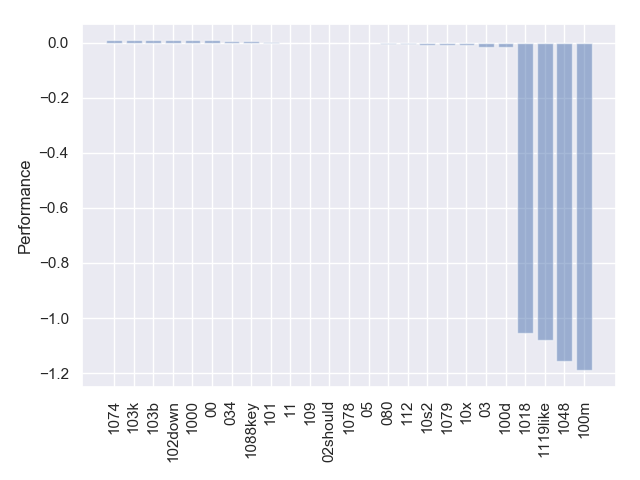 0.0
−0.2
−0.4
−0.6
−0.8
−1.0
−1.2
Performance
1074
103k
103b
102down
1000
00
034
1088key
101
11
109
02should
1078
05
080
112
10s2
1079
10x
03
100d
1018
1119like
1048
100m